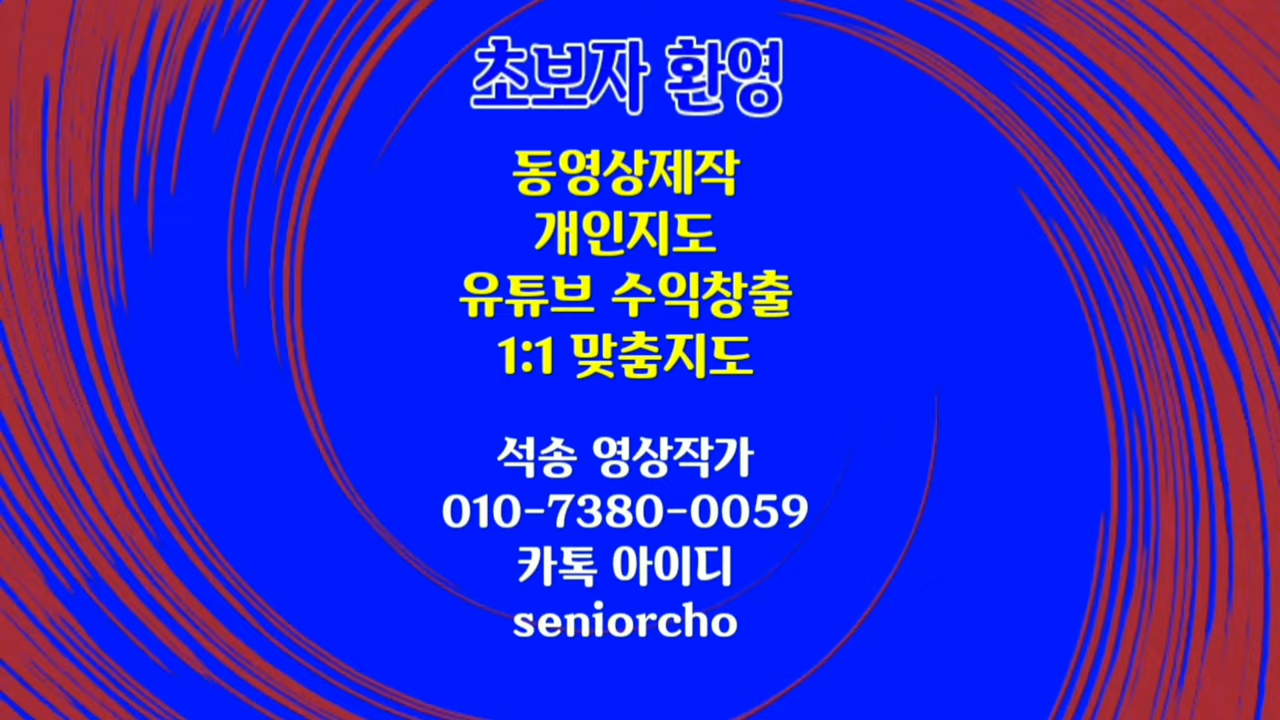 초보자 환영
동영상제작
개인지도
유튜브 수익창출
1:1 맞춤지도
석송 영상작가
010-7380-0059
카톡 아이디
seniorcho